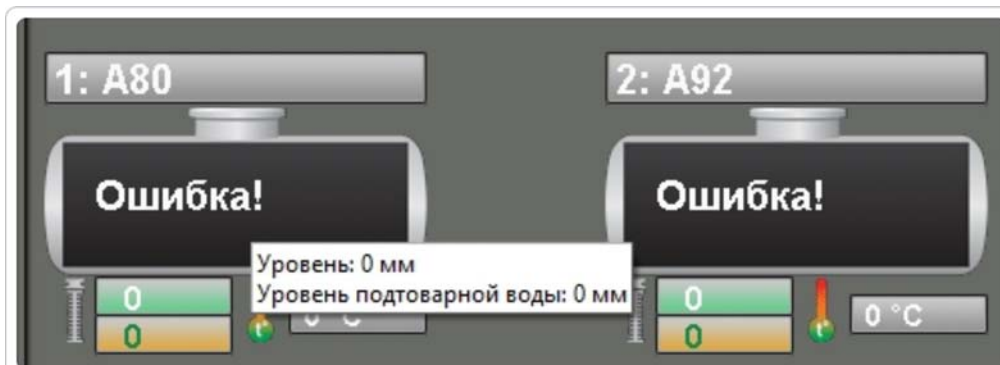 1: A80
2: A92
Ошибка!
Ошибка!
Уровень: 0 мм
Уровень подтоварной воды: 0 мм
0
0
t°
0 °C
0
0
t°
0 °C